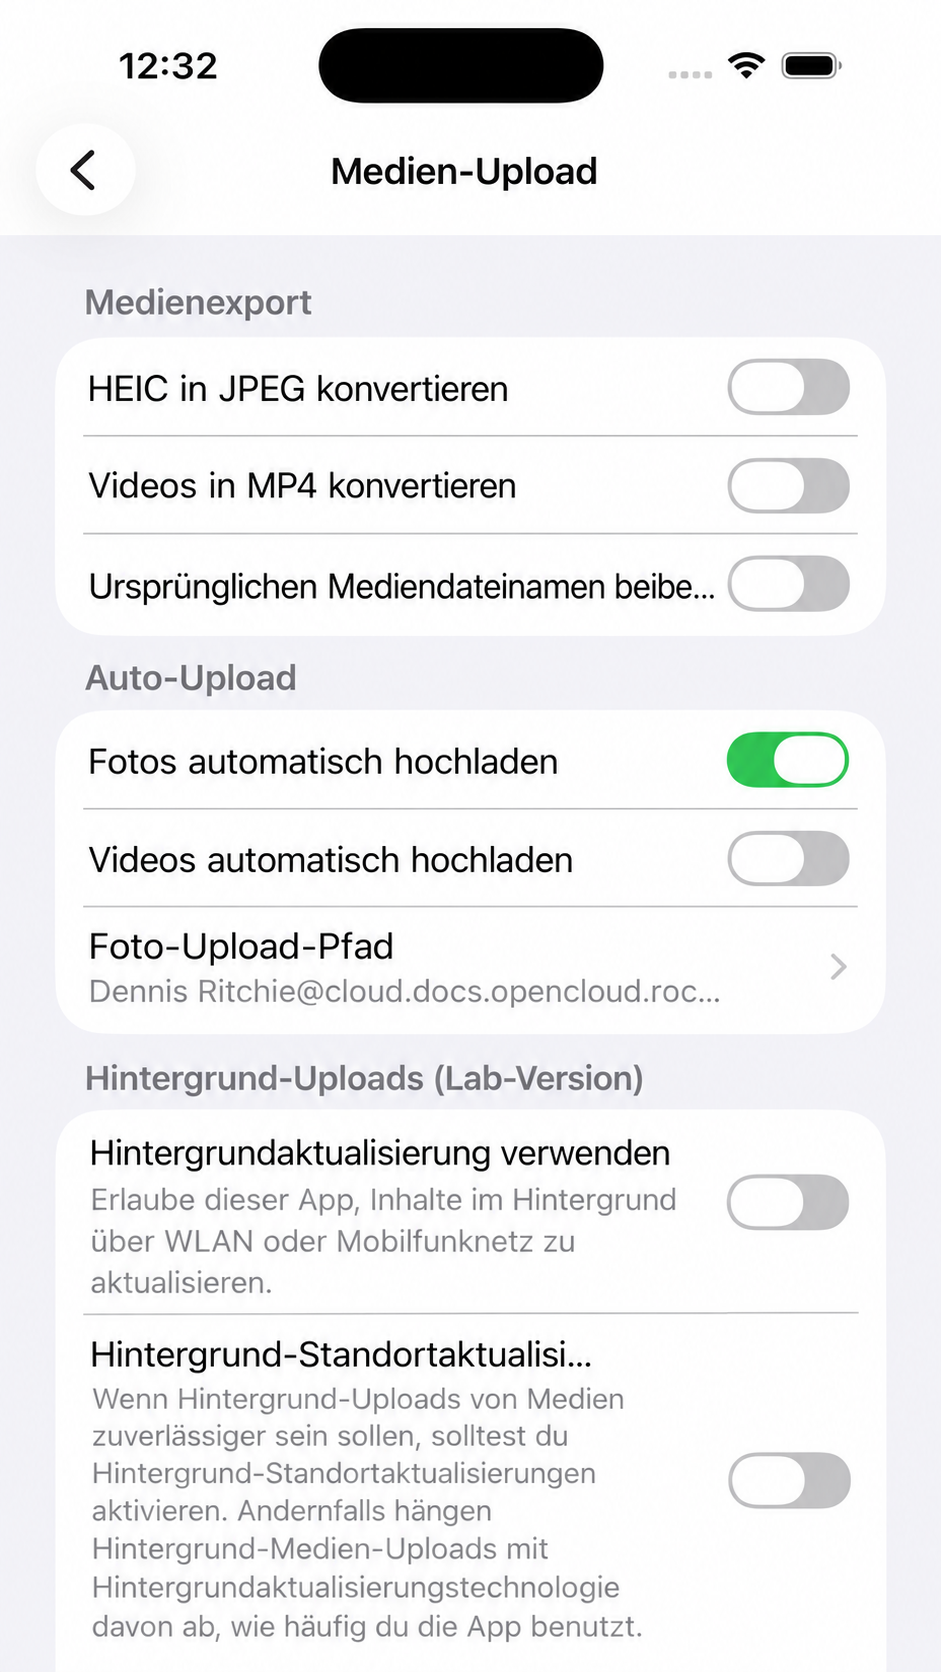 12:32
Medien-Upload
Medienexport
HEIC in JPEG konvertieren
Videos in MP4 konvertieren
Ursprünglichen Mediendateinamen beibe...
Auto-Upload
Fotos automatisch hochladen
Videos automatisch hochladen
Foto-Upload-Pfad
Dennis Ritchie@cloud.docs.opencloud.roc...
Hintergrund-Uploads (Lab-Version)
Hintergrundaktualisierung verwenden
Erlaube dieser App, Inhalte im Hintergrund
über WLAN oder Mobilfunknetz zu
aktualisieren.
Hintergrund-Standortaktualisi...
Wenn Hintergrund-Uploads von Medien
zuverlässiger sein sollen, solltest du
Hintergrund-Standortaktualisierungen
aktivieren. Andernfalls hängen
Hintergrund-Medien-Uploads mit
Hintergrundaktualisierungstechnologie
davon ab, wie häufig du die App benutzt.